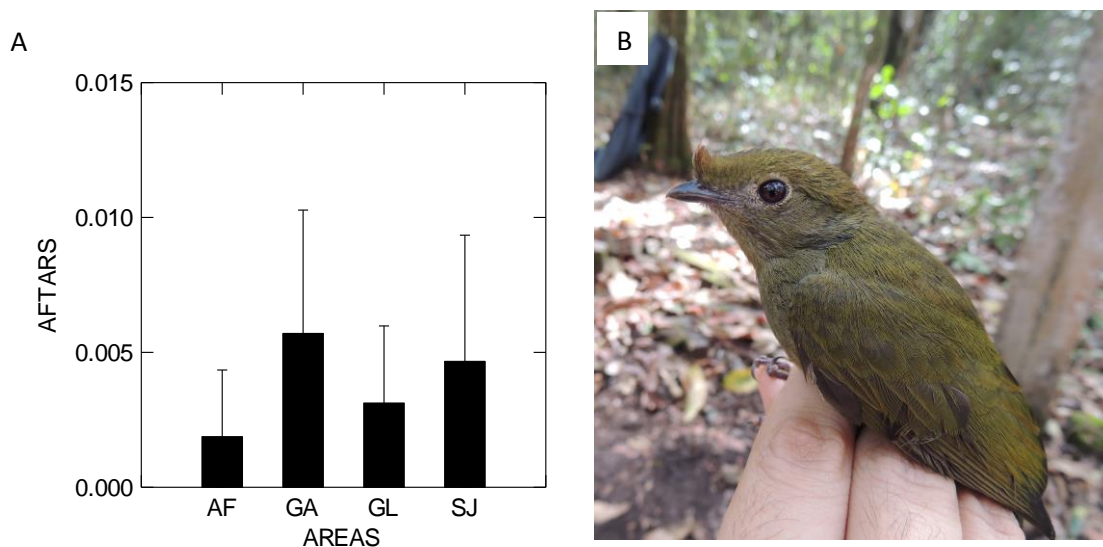 A
B
0.015
0.010
0.005
0.000
AFTARS
AF GA GL SJ
AREAS